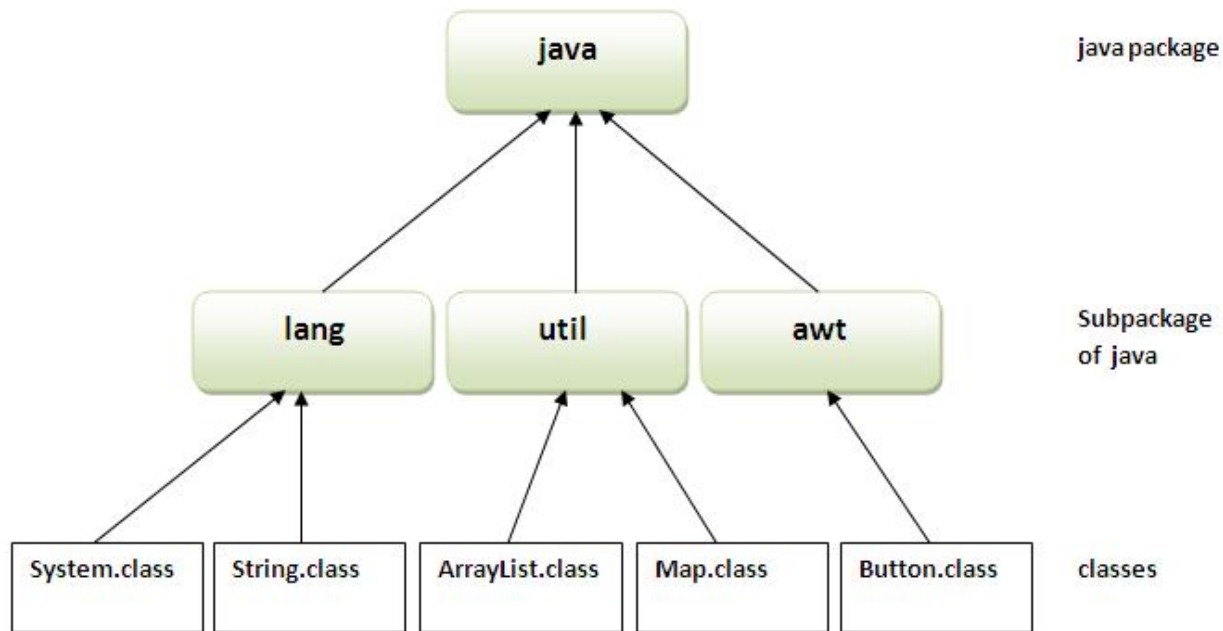 java
java package
lang
util
awt
Subpackage
of java
System.class
String.class
ArrayList.class
Map.class
Button.class
classes